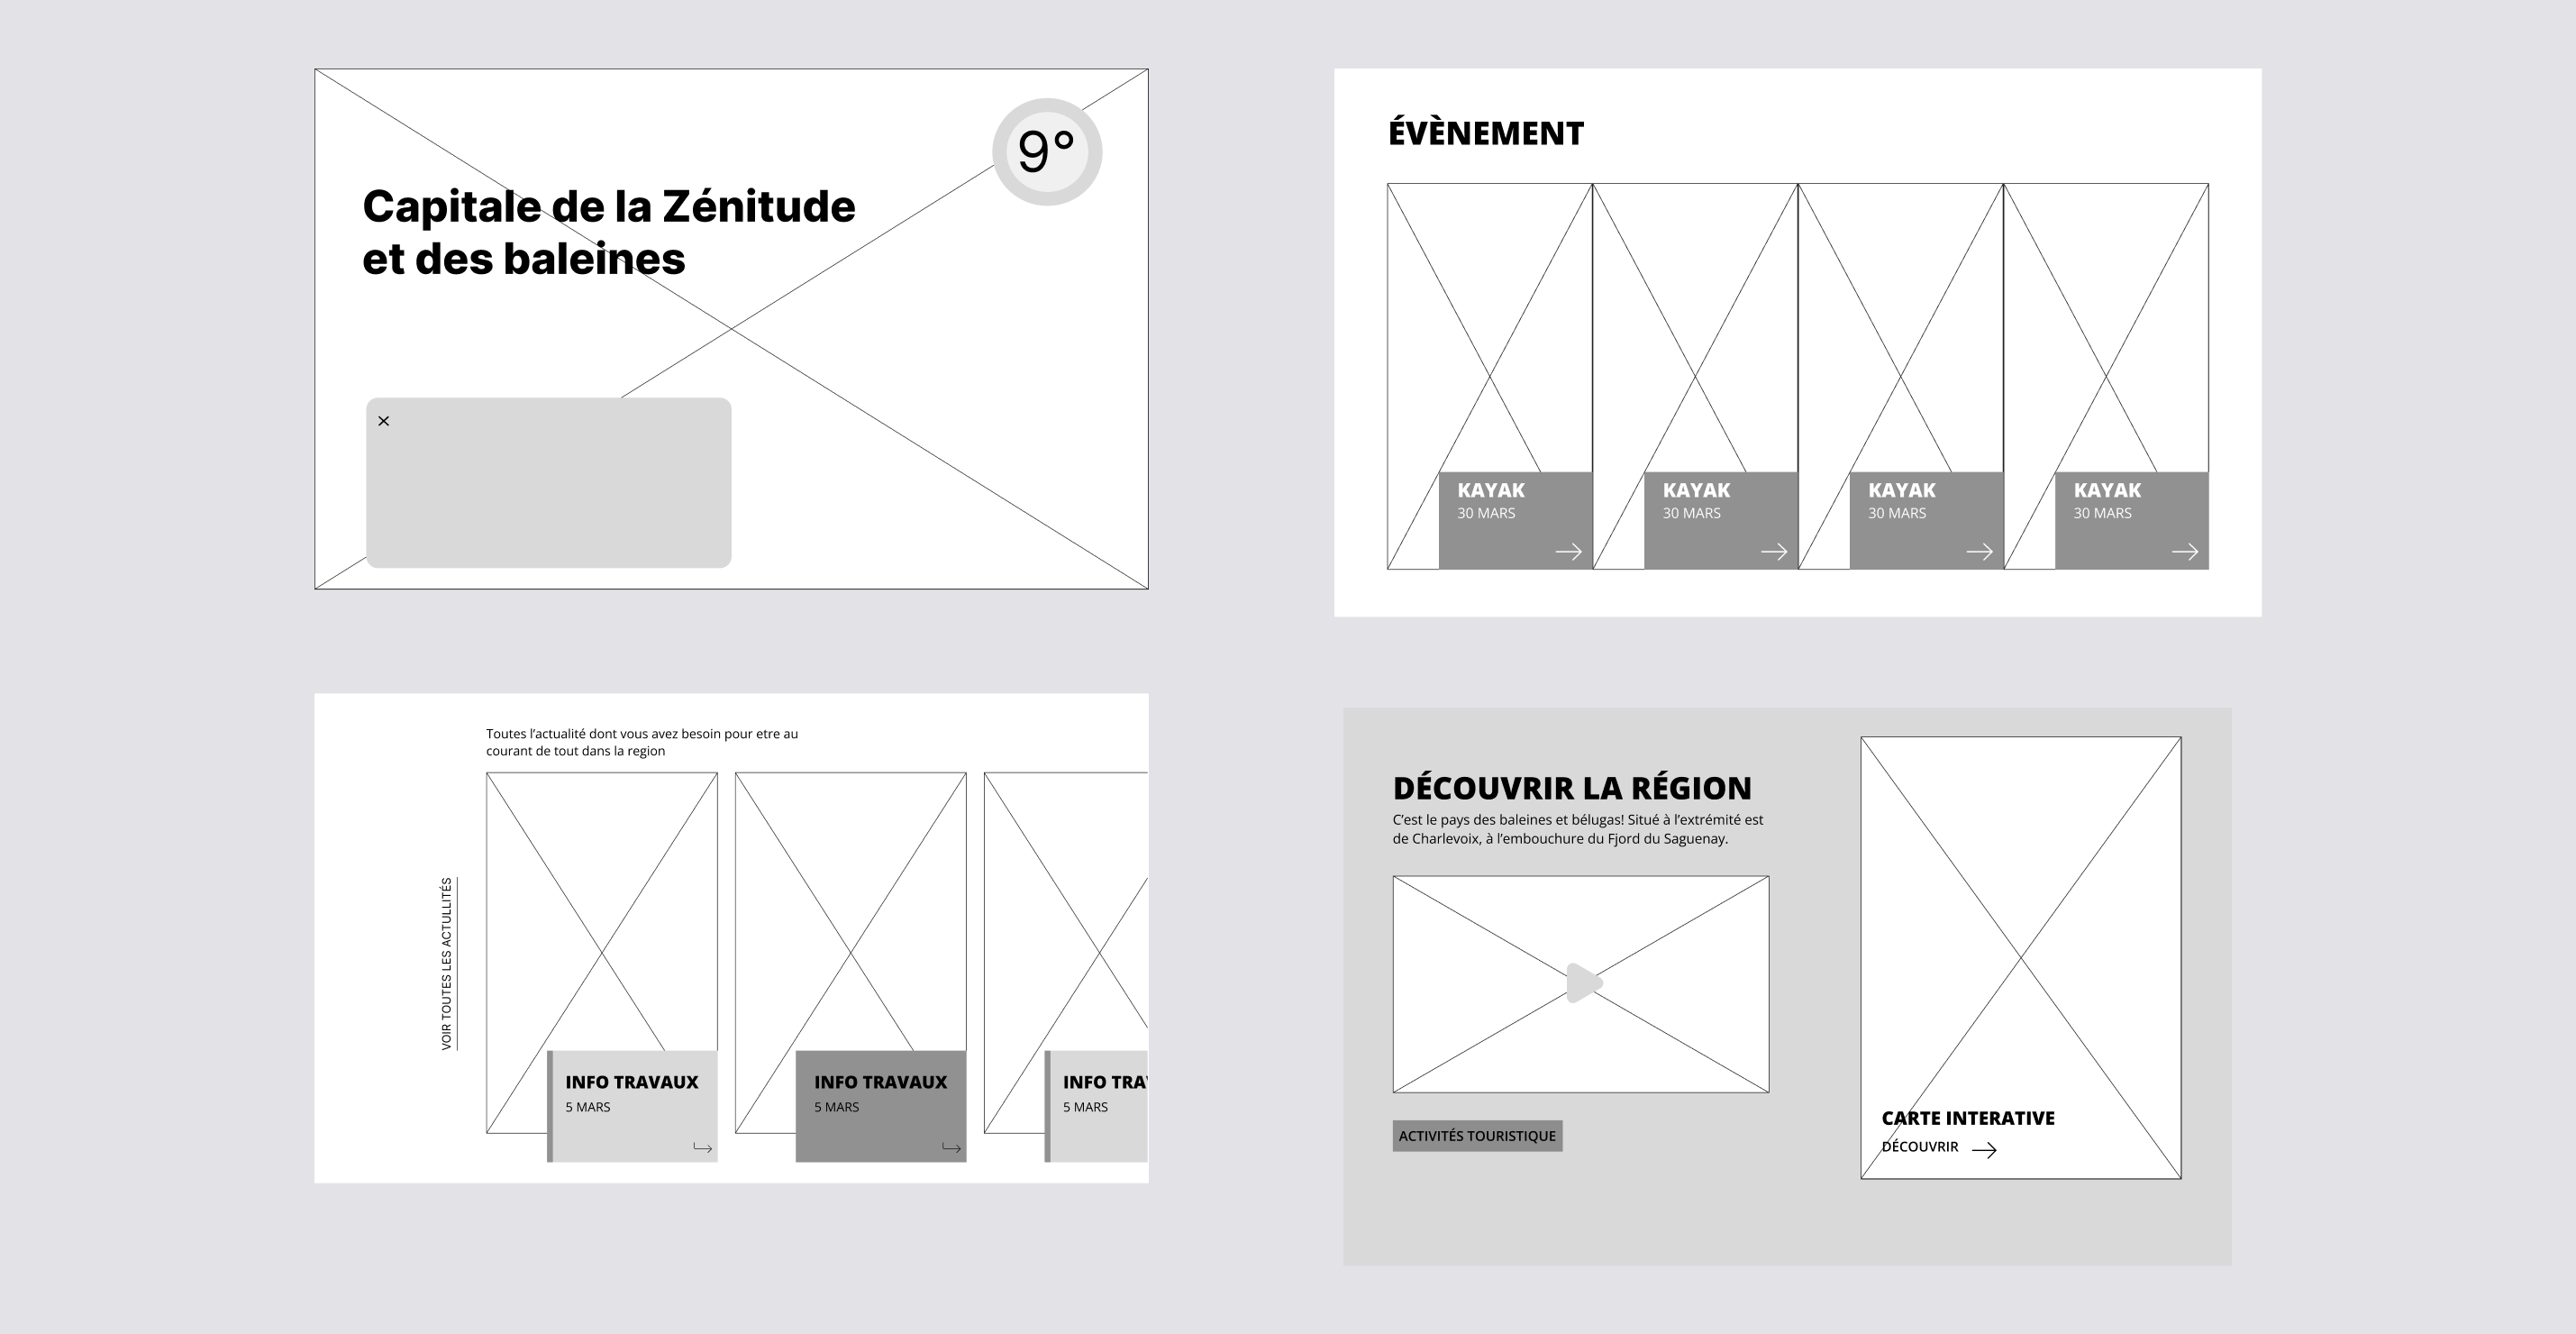 Capitale de la Zénitude
et des baleines
9°
ÉVÈNEMENT
KAYAK
30 MARS
KAYAK
30 MARS
KAYAK
30 MARS
KAYAK
30 MARS
Toutes l’actualité dont vous avez besoin pour etre au
courant de tout dans la region
VOIR TOUTES LES ACTULLITÉS
INFO TRAVAUX
5 MARS
INFO TRAVAUX
5 MARS
INFO TRA
5 MARS
DÉCOUVRIR LA RÉGION
C’est le pays des baleines et bélugas! Situé à l’extrémité est
de Charlevoix, à l’embouchure du Fjord du Saguenay.
ACTIVITÉS TOURISTIQUE
CARTE INTERATIVE
DÉCOUVRIR